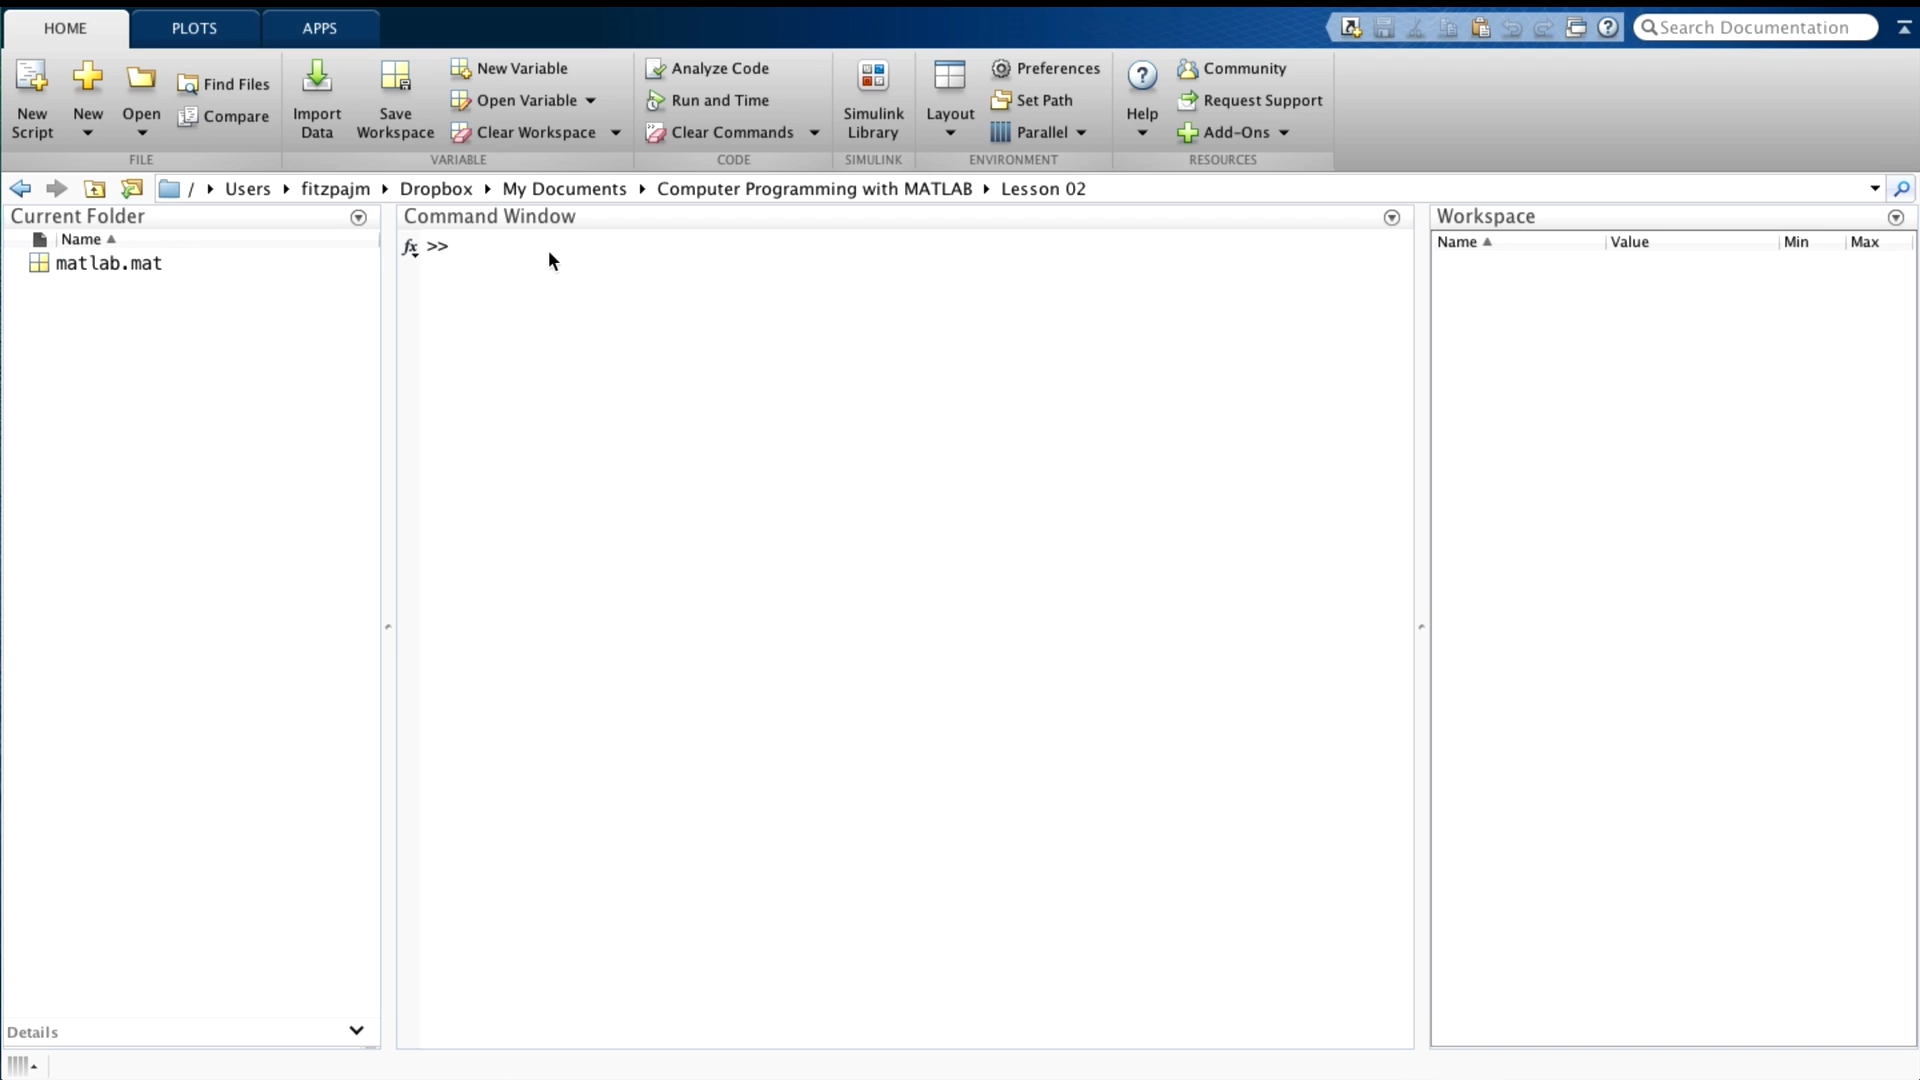 HOME PLOTS APPS Search Documentation
New Script New Open Find Files Compare
Import Data Save Workspace New Variable Open Variable Clear Workspace
Analyze Code Run and Time Clear Commands
Simulink Library Layout Preferences Set Path Parallel
Help Community Request Support Add-Ons
FILE VARIABLE CODE SIMULINK ENVIRONMENT RESOURCES
/ Users fitzpajm Dropbox My Documents Computer Programming with MATLAB Lesson 02
Current Folder
Name
matlab.mat
Details
Command Window
fx >>
Workspace
Name Value Min Max